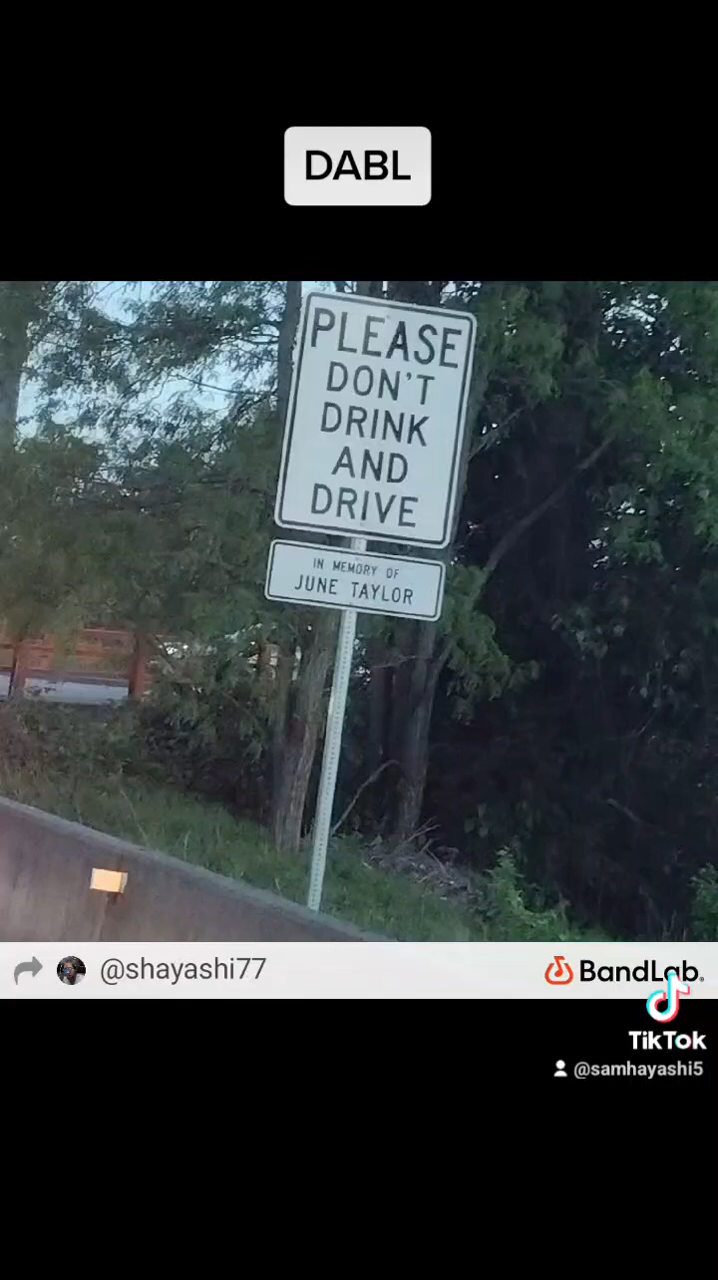 DABL
PLEASE
DON'T
DRINK
AND
DRIVE
IN MEMORY OF
JUNE TAYLOR
@shayashi77
BandLab
TikTok
@samhayashi5